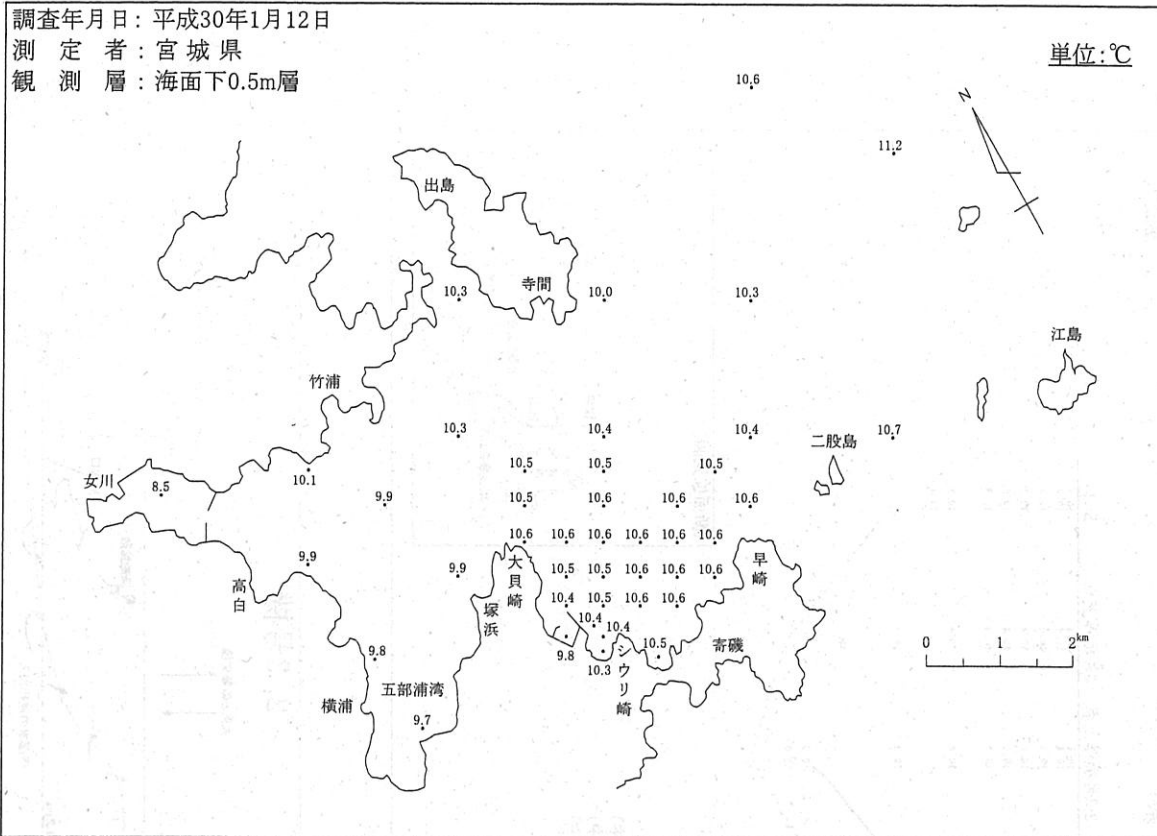 調査年月日：平成30年1月12日
測定者：宮城県
観測層：海面下0.5m層
単位：℃
10.6
11.2
N
出島
寺間
10.3
10.0
10.3
江島
竹浦
10.3
10.4
10.4
10.7
二股島
女川
8.5
10.1
10.5
10.5
10.5
9.9
10.5
10.6
10.6
10.6
10.6
10.6
10.6
10.6
10.6
10.6
高白
9.9
9.9
塚浜
大貝崎
10.5
10.5
10.6
10.6
10.6
早崎
10.4
10.5
10.6
10.6
10.4
10.4
9.8
10.3
シウリ崎
10.5
寄磯
0
2km
9.8
横浦
五部浦湾
9.7